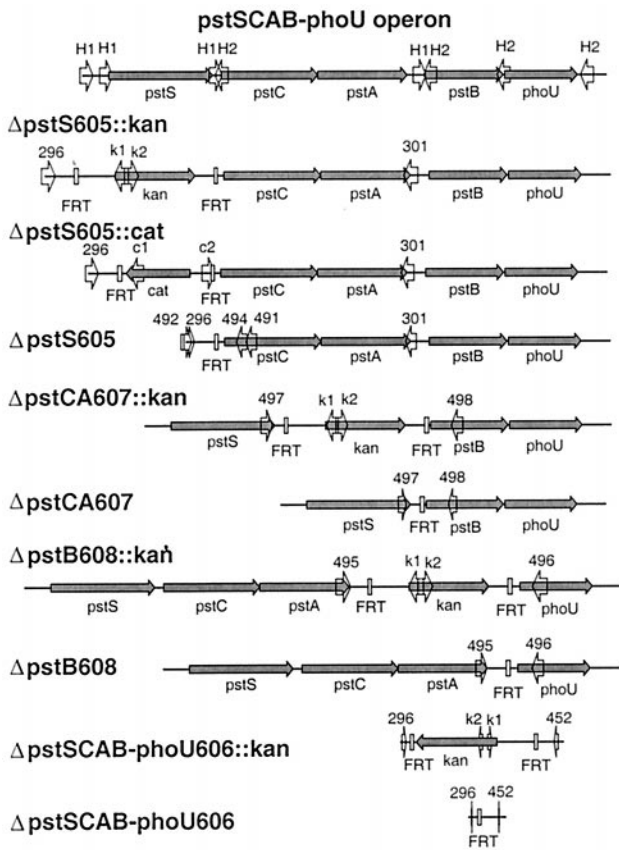 pstSCAB-phoU operon
H1 H1 H1 H2 H1 H2 H2 H2
pstS pstC pstA pstB phoU
ΔpstS605::kan
296 k1 k2 301
FRT kan FRT pstC pstA pstB phoU
ΔpstS605::cat
296 c1 c2 301
FRT cat FRT pstC pstA pstB phoU
ΔpstS605
492 296 494 491 301
FRT pstC pstA pstB phoU
ΔpstCA607::kan
497 k1 k2 498
pstS FRT kan FRT pstB phoU
ΔpstCA607
497 498
pstS FRT pstB phoU
ΔpstB608::kan
495 k1 k2 496
pstS pstC pstA FRT kan FRT phoU
ΔpstB608
495 496
pstS pstC pstA FRT phoU
ΔpstSCAB-phoU606::kan
296 k2 k1 452
FRT kan FRT
ΔpstSCAB-phoU606
296 452
FRT